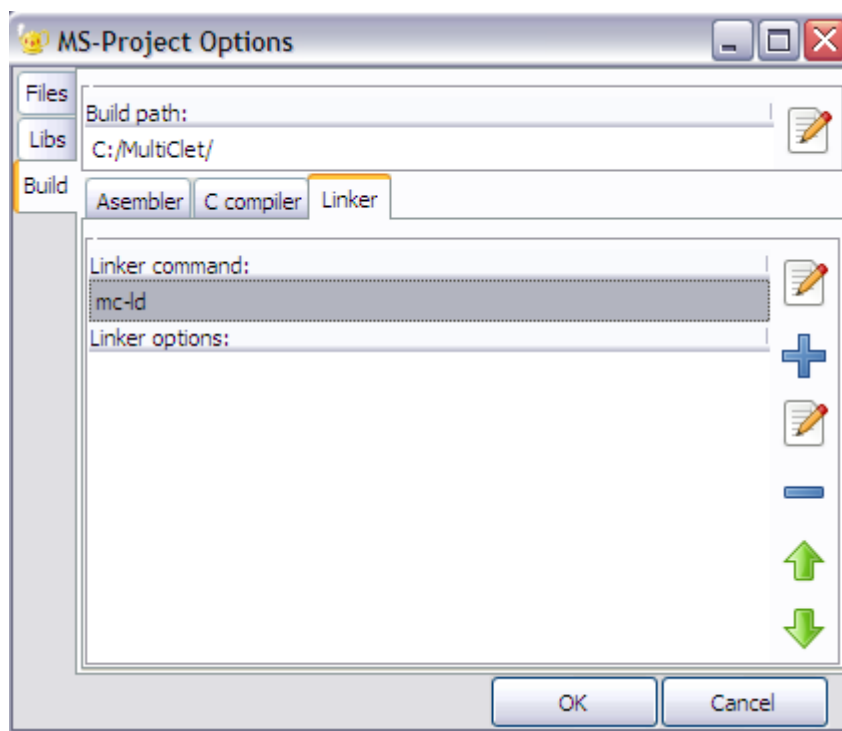 MS-Project Options
Files
Libs
Build
Build path:
C:/MultiClet/
Asembler C compiler Linker
Linker command:
mc-ld
Linker options:
OK Cancel